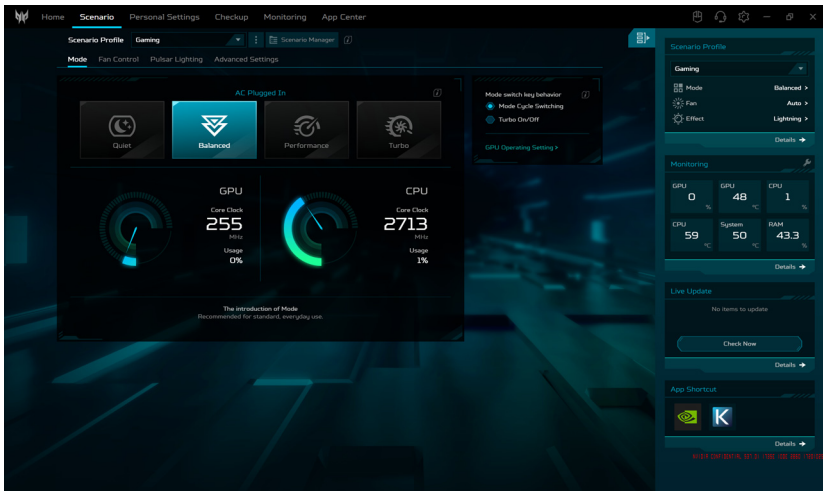 Home Scenario Personal Settings Checkup Monitoring App Center
Scenario Profile Gaming Scenario Manager
Mode Fan Control Pulsar Lighting Advanced Settings
AC Plugged In
Quiet Balanced Performance Turbo
GPU
Core Clock
255
MHz
Usage
0%
CPU
Core Clock
2713
MHz
Usage
1%
The introduction of Mode
Recommended for standard, everyday use.
Mode switch key behavior
Mode Cycle Switching
Turbo On/Off
GPU Operating Setting >
Scenario Profile
Gaming
Mode Balanced >
Fan Auto >
Effect Lightning >
Details
Monitoring
GPU GPU CPU
0 % 48 °C 1 %
CPU System RAM
59 °C 50 °C 43.3 %
Details
Live Update
No items to update
Check Now
Details
App Shortcut
K
Details